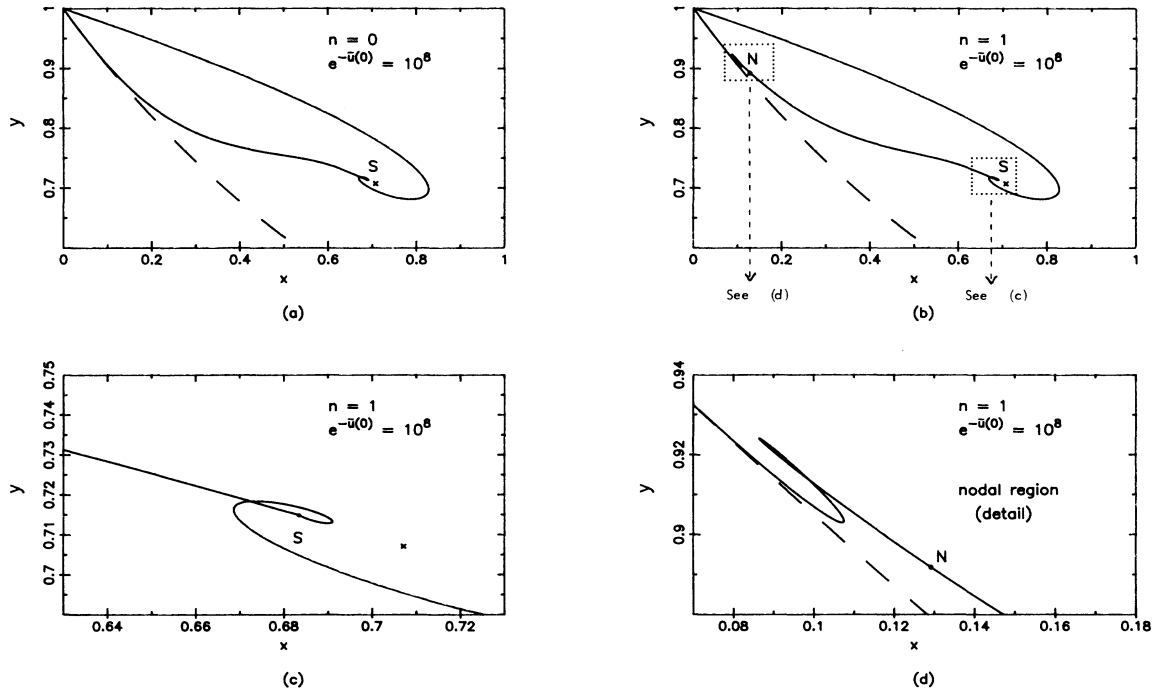 1
0.9
0.8
0.7
y
n = 0
e^{-ū(0)} = 10^8
S
0
0.2
0.4
0.6
0.8
1
x
(a)
1
0.9
0.8
0.7
y
n = 1
e^{-ū(0)} = 10^8
N
S
0
0.2
0.4
0.6
0.8
1
x
See (d)
See (c)
(b)
0.75
0.74
0.73
0.72
0.71
0.7
y
n = 1
e^{-ū(0)} = 10^8
S
0.64
0.66
0.68
0.7
0.72
x
(c)
0.94
0.92
0.9
y
n = 1
e^{-ū(0)} = 10^8
nodal region
(detail)
N
0.08
0.1
0.12
0.14
0.16
0.18
x
(d)